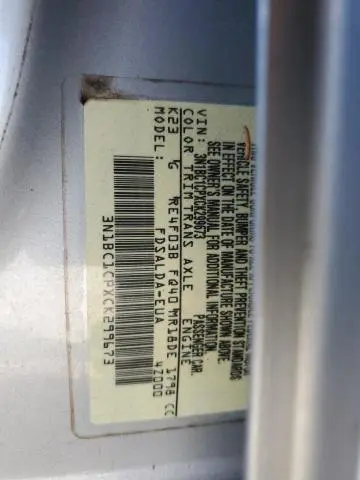 VEHICLE SAFETY, BUMPER AND THEFT PREVENTION STANDARDS
IN EFFECT ON THE DATE OF MANUFACTURE SHOWN ABOVE.
SEE OWNER'S MANUAL FOR ADDITIONAL INFORMATION.
VIN: 3N1BC1CPXCK299673 PASSENGER CAR.
COLOR TRIM TRANS AXLE ENGINE
K23 G RE4F03B FQ40 MR18DE 1798 CC
MODEL: FDSALDA-EUA 4Z000
3N1BC1CPXCK299673